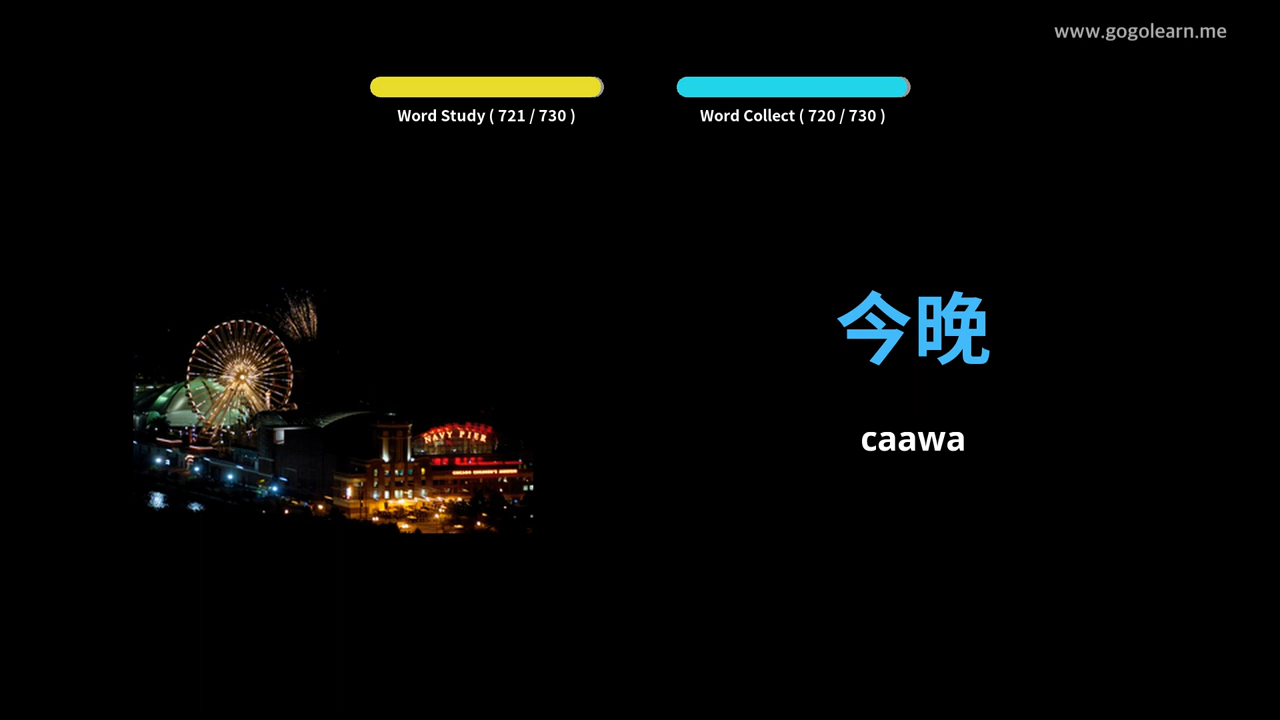 www.gogolearn.me
Word Study ( 721 / 730 )
Word Collect ( 720 / 730 )
今晚
caawa
NAVY PIER